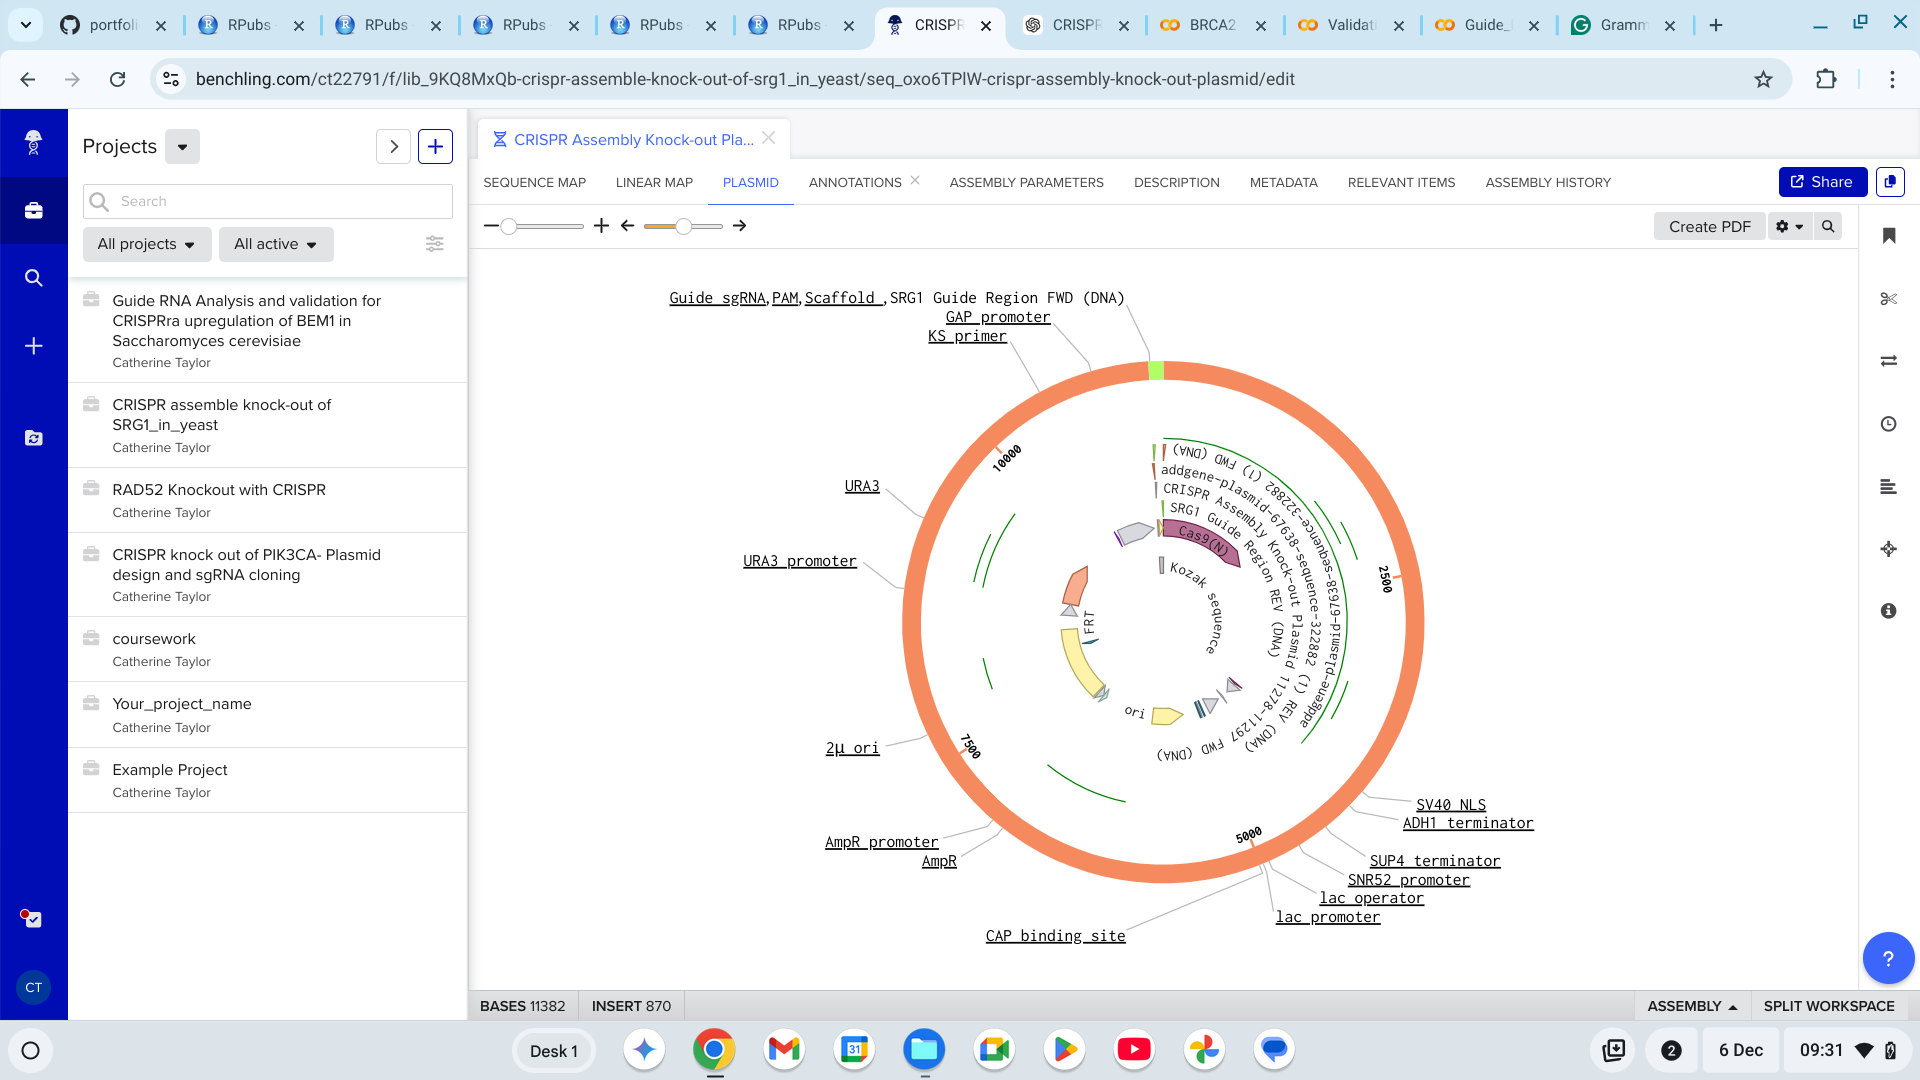 portfoli
RPubs
RPubs
RPubs
RPubs
RPubs
CRISPR
CRISPR
BRCA2
Validati
Guide_
Gramm
benchling.com/ct22791/f/lib_9KQ8MxQb-crispr-assemble-knock-out-of-srg1_in_yeast/seq_oxo6TPlW-crispr-assembly-knock-out-plasmid/edit
Projects
Search
All projects
All active
Guide RNA Analysis and validation for
CRISPRra upregulation of BEM1 in
Saccharomyces cerevisiae
Catherine Taylor
CRISPR assemble knock-out of
SRG1_in_yeast
Catherine Taylor
RAD52 Knockout with CRISPR
Catherine Taylor
CRISPR knock out of PIK3CA- Plasmid
design and sgRNA cloning
Catherine Taylor
coursework
Catherine Taylor
Your_project_name
Catherine Taylor
Example Project
Catherine Taylor
CT
CRISPR Assembly Knock-out Pla...
SEQUENCE MAP
LINEAR MAP
PLASMID
ANNOTATIONS
ASSEMBLY PARAMETERS
DESCRIPTION
METADATA
RELEVANT ITEMS
ASSEMBLY HISTORY
Share
Create PDF
Guide sgRNA, PAM, Scaffold , SRG1 Guide Region FWD (DNA)
GAP promoter
KS primer
URA3
URA3 promoter
2µ ori
AmpR promoter
AmpR
CAP binding site
lac promoter
lac operator
SNR52 promoter
SUP4 terminator
ADH1 terminator
SV40 NLS
10000
2500
5000
7500
addgene-plasmid-67638-sequence-322882 (1) FWD (DNA)
addgene-plasmid-67638-sequence-322882 (1) REV (DNA)
CRISPR Assembly Knock-out Plasmid 11278-11297 FWD (DNA)
SRG1 Guide Region REV (DNA)
Cas9(N)
Kozak sequence
FRT
ori
BASES 11382
INSERT 870
ASSEMBLY
SPLIT WORKSPACE
?
Desk 1
31
2
6 Dec
09:31